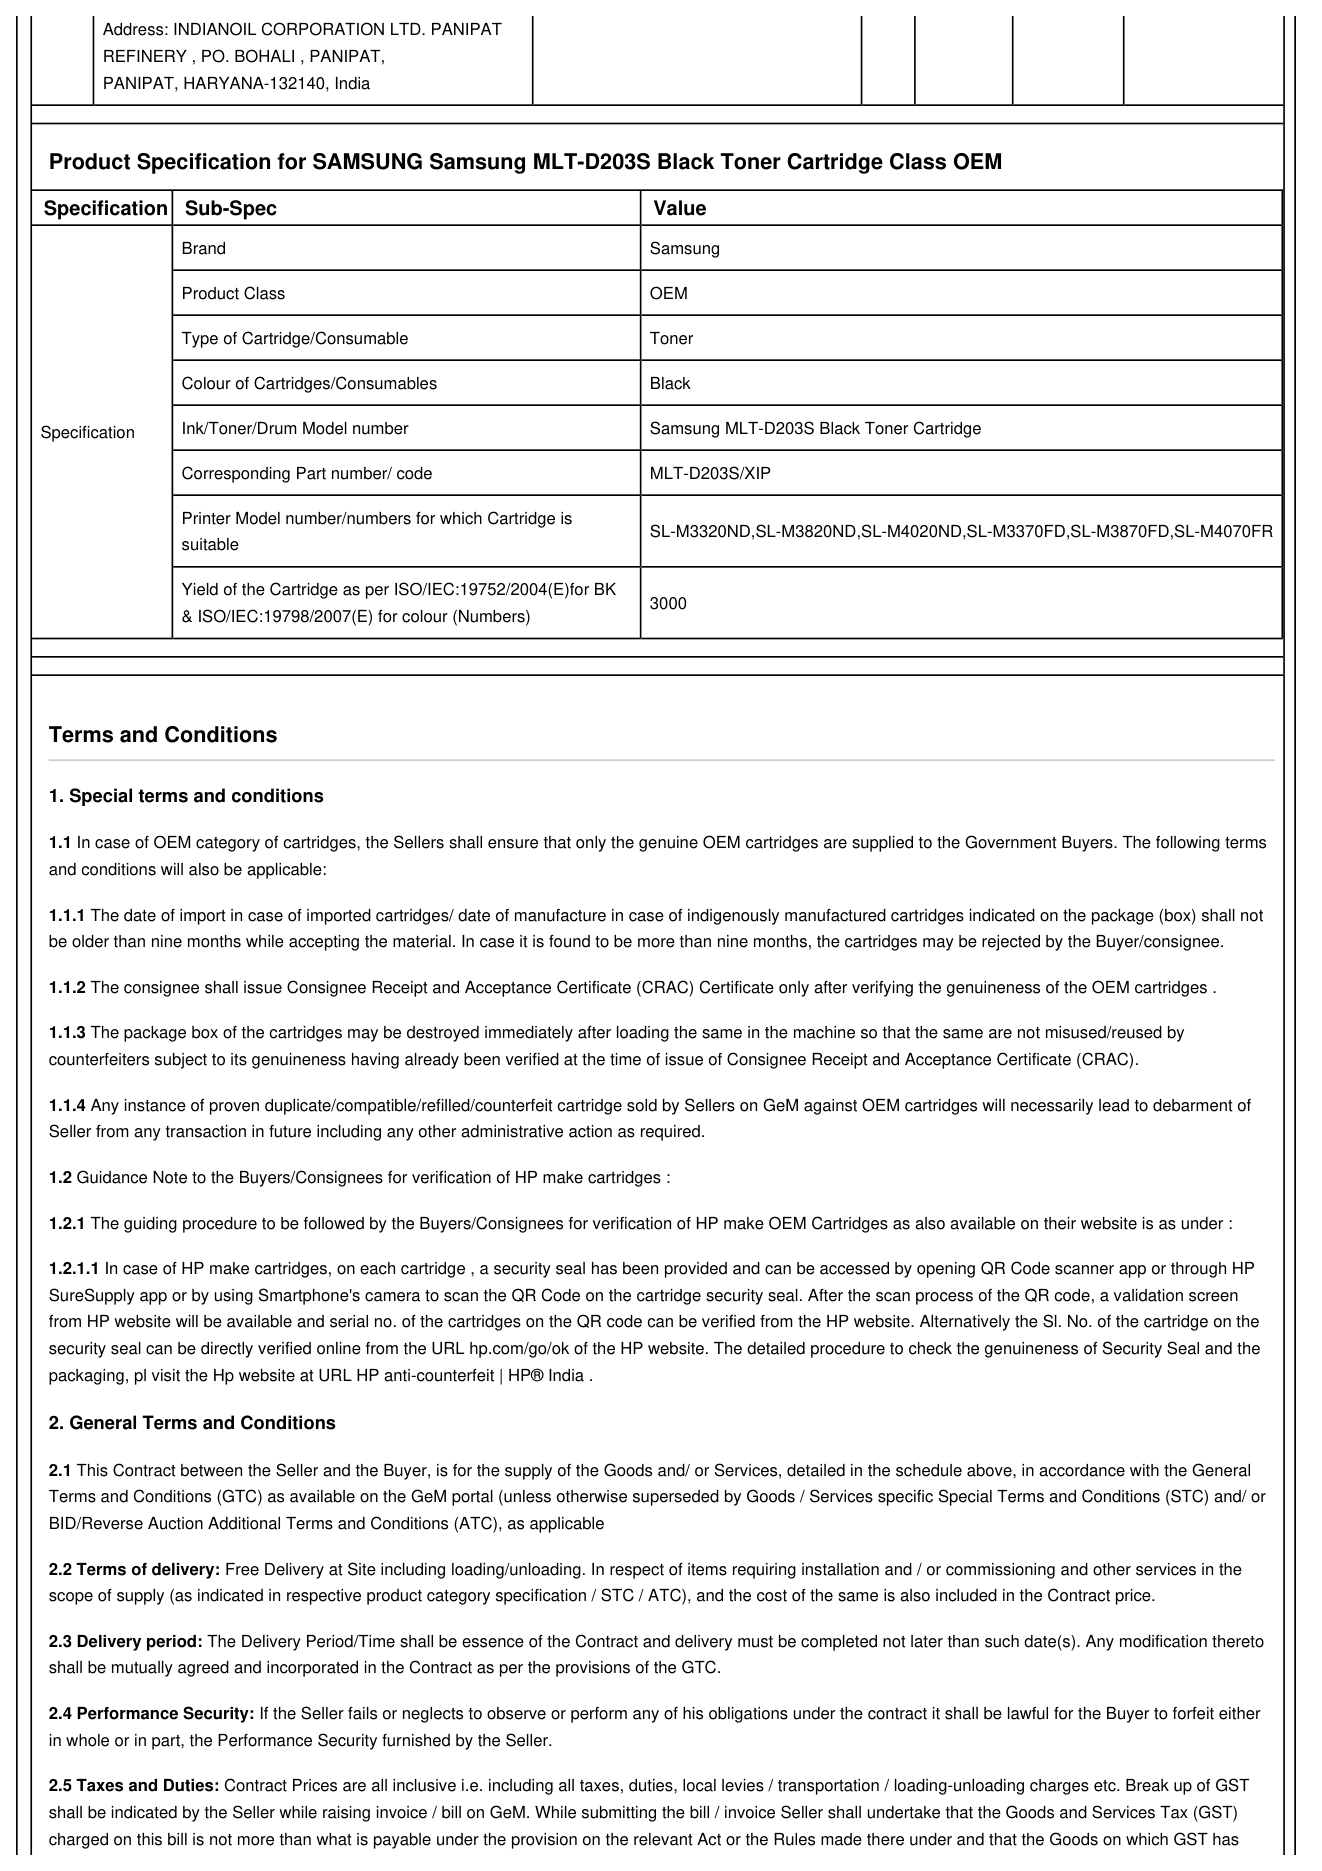 Address: INDIANOIL CORPORATION LTD. PANIPAT
REFINERY , PO. BOHALI , PANIPAT,
PANIPAT, HARYANA-132140, India
Product Specification for SAMSUNG Samsung MLT-D203S Black Toner Cartridge Class OEM
Specification Sub-Spec Value
Brand Samsung
Product Class OEM
Type of Cartridge/Consumable Toner
Colour of Cartridges/Consumables Black
Specification
Ink/Toner/Drum Model number Samsung MLT-D203S Black Toner Cartridge
Corresponding Part number/ code MLT-D203S/XIP
Printer Model number/numbers for which Cartridge is
suitable
SL-M3320ND,SL-M3820ND,SL-M4020ND,SL-M3370FD,SL-M3870FD,SL-M4070FR
Yield of the Cartridge as per ISO/IEC:19752/2004(E)for BK
& ISO/IEC:19798/2007(E) for colour (Numbers)
3000
Terms and Conditions
1. Special terms and conditions
1.1 In case of OEM category of cartridges, the Sellers shall ensure that only the genuine OEM cartridges are supplied to the Government Buyers. The following terms
and conditions will also be applicable:
1.1.1 The date of import in case of imported cartridges/ date of manufacture in case of indigenously manufactured cartridges indicated on the package (box) shall not
be older than nine months while accepting the material. In case it is found to be more than nine months, the cartridges may be rejected by the Buyer/consignee.
1.1.2 The consignee shall issue Consignee Receipt and Acceptance Certificate (CRAC) Certificate only after verifying the genuineness of the OEM cartridges .
1.1.3 The package box of the cartridges may be destroyed immediately after loading the same in the machine so that the same are not misused/reused by
counterfeiters subject to its genuineness having already been verified at the time of issue of Consignee Receipt and Acceptance Certificate (CRAC).
1.1.4 Any instance of proven duplicate/compatible/refilled/counterfeit cartridge sold by Sellers on GeM against OEM cartridges will necessarily lead to debarment of
Seller from any transaction in future including any other administrative action as required.
1.2 Guidance Note to the Buyers/Consignees for verification of HP make cartridges :
1.2.1 The guiding procedure to be followed by the Buyers/Consignees for verification of HP make OEM Cartridges as also available on their website is as under :
1.2.1.1 In case of HP make cartridges, on each cartridge , a security seal has been provided and can be accessed by opening QR Code scanner app or through HP
SureSupply app or by using Smartphone's camera to scan the QR Code on the cartridge security seal. After the scan process of the QR code, a validation screen
from HP website will be available and serial no. of the cartridges on the QR code can be verified from the HP website. Alternatively the Sl. No. of the cartridge on the
security seal can be directly verified online from the URL hp.com/go/ok of the HP website. The detailed procedure to check the genuineness of Security Seal and the
packaging, pl visit the Hp website at URL HP anti-counterfeit | HP® India .
2. General Terms and Conditions
2.1 This Contract between the Seller and the Buyer, is for the supply of the Goods and/ or Services, detailed in the schedule above, in accordance with the General
Terms and Conditions (GTC) as available on the GeM portal (unless otherwise superseded by Goods / Services specific Special Terms and Conditions (STC) and/ or
BID/Reverse Auction Additional Terms and Conditions (ATC), as applicable
2.2 Terms of delivery: Free Delivery at Site including loading/unloading. In respect of items requiring installation and / or commissioning and other services in the
scope of supply (as indicated in respective product category specification / STC / ATC), and the cost of the same is also included in the Contract price.
2.3 Delivery period: The Delivery Period/Time shall be essence of the Contract and delivery must be completed not later than such date(s). Any modification thereto
shall be mutually agreed and incorporated in the Contract as per the provisions of the GTC.
2.4 Performance Security: If the Seller fails or neglects to observe or perform any of his obligations under the contract it shall be lawful for the Buyer to forfeit either
in whole or in part, the Performance Security furnished by the Seller.
2.5 Taxes and Duties: Contract Prices are all inclusive i.e. including all taxes, duties, local levies / transportation / loading-unloading charges etc. Break up of GST
shall be indicated by the Seller while raising invoice / bill on GeM. While submitting the bill / invoice Seller shall undertake that the Goods and Services Tax (GST)
charged on this bill is not more than what is payable under the provision on the relevant Act or the Rules made there under and that the Goods on which GST has